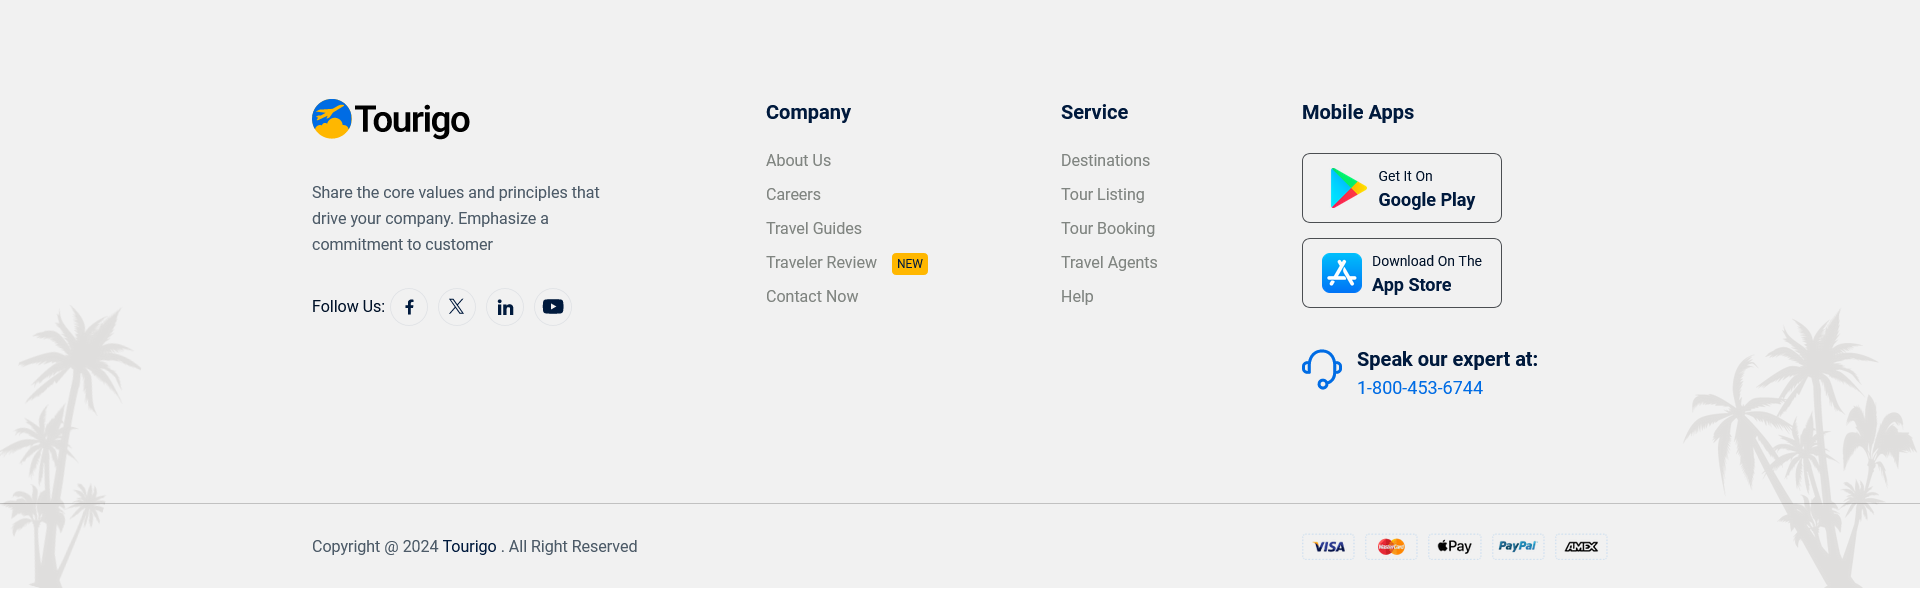 Tourigo
Share the core values and principles that
drive your company. Emphasize a
commitment to customer
Follow Us:
Company
About Us
Careers
Travel Guides
Traveler Review NEW
Contact Now
Service
Destinations
Tour Listing
Tour Booking
Travel Agents
Help
Mobile Apps
Get It On
Google Play
Download On The
App Store
Speak our expert at:
1-800-453-6744
Copyright @ 2024 Tourigo . All Right Reserved
VISA
MasterCard
Pay
PayPal
AMEX